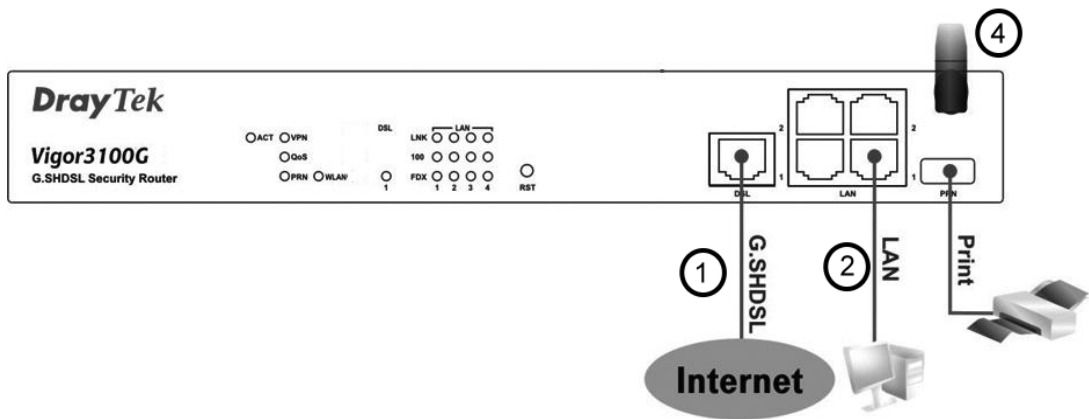 4
DrayTek
Vigor3100G
G.SHDSL Security Router
ACT VPN
QoS
PRN WLAN
DSL
1
LAN
LNK
100
FDX
1 2 3 4
RST
2
1
DSL
2
1
LAN
PRN
1
G.SHDSL
2
LAN
Print
Internet